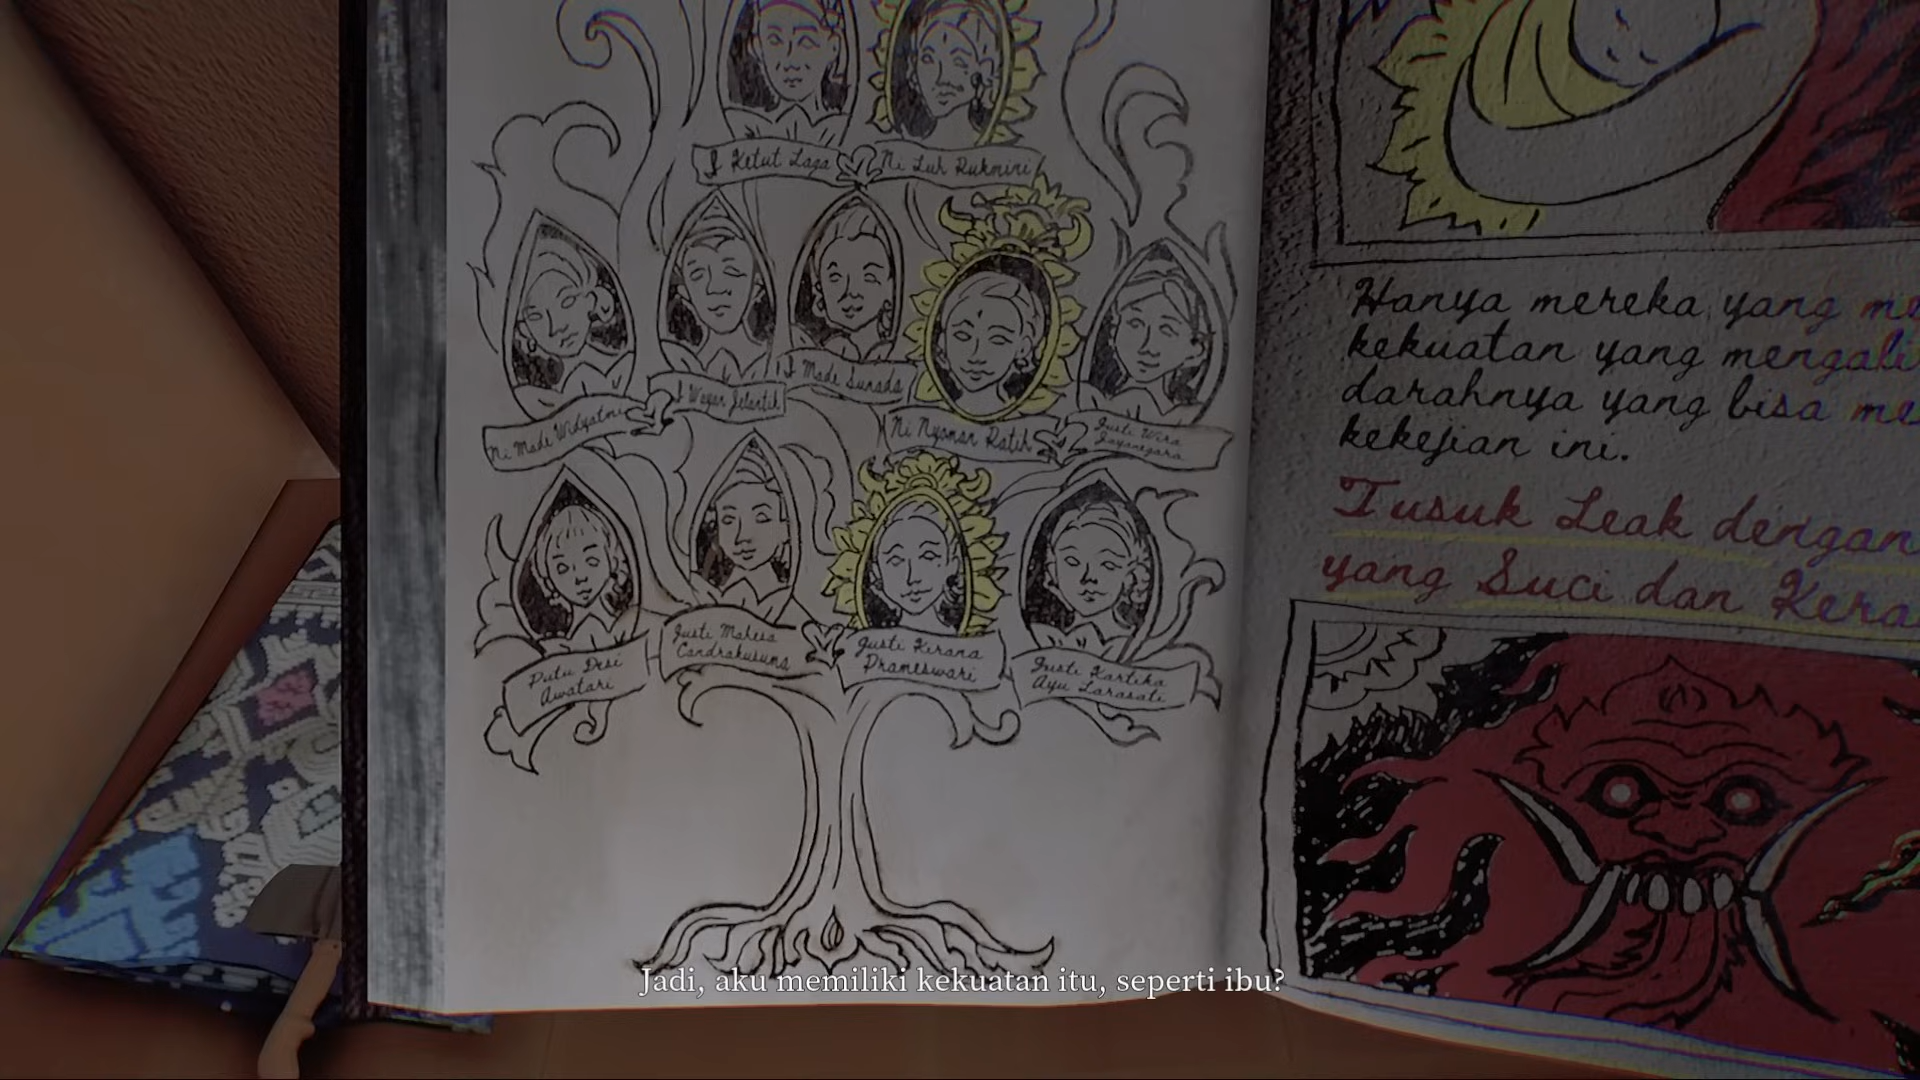 I Ketut Laga
Ni Luh Rukmini
Ni Made Widyatni
I Wayan Jelantik
I Made Sunada
Ni Nyoman Ratih
Gusti Wira
Jayanegara
Putu Desi
Awatari
Gusti Mahesa
Candrakusuma
Gusti Kirana
Prameswari
Gusti Kartika
Ayu Larasati
Hanya mereka yang
kekuatan yang
darahnya yang bisa
kekejian ini.
Tusuk Leak dengan
yang Suci dan
Jadi, aku memiliki kekuatan itu, seperti ibu?